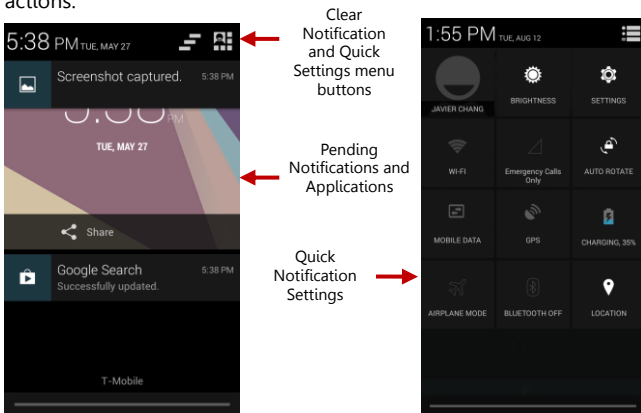 actions.
5:38 PM TUE, MAY 27
Screenshot captured. 5:38 PM
PM
TUE, MAY 27
Share
Google Search 5:38 PM
Successfully updated.
T-Mobile
Clear
Notification
and Quick
Settings menu
buttons
Pending
Notifications and
Applications
Quick
Notification
Settings
1:55 PM TUE, AUG 12
JAVIER CHANG
BRIGHTNESS
SETTINGS
WI-FI
Emergency Calls
Only
AUTO ROTATE
MOBILE DATA
GPS
CHARGING, 35%
AIRPLANE MODE
BLUETOOTH OFF
LOCATION